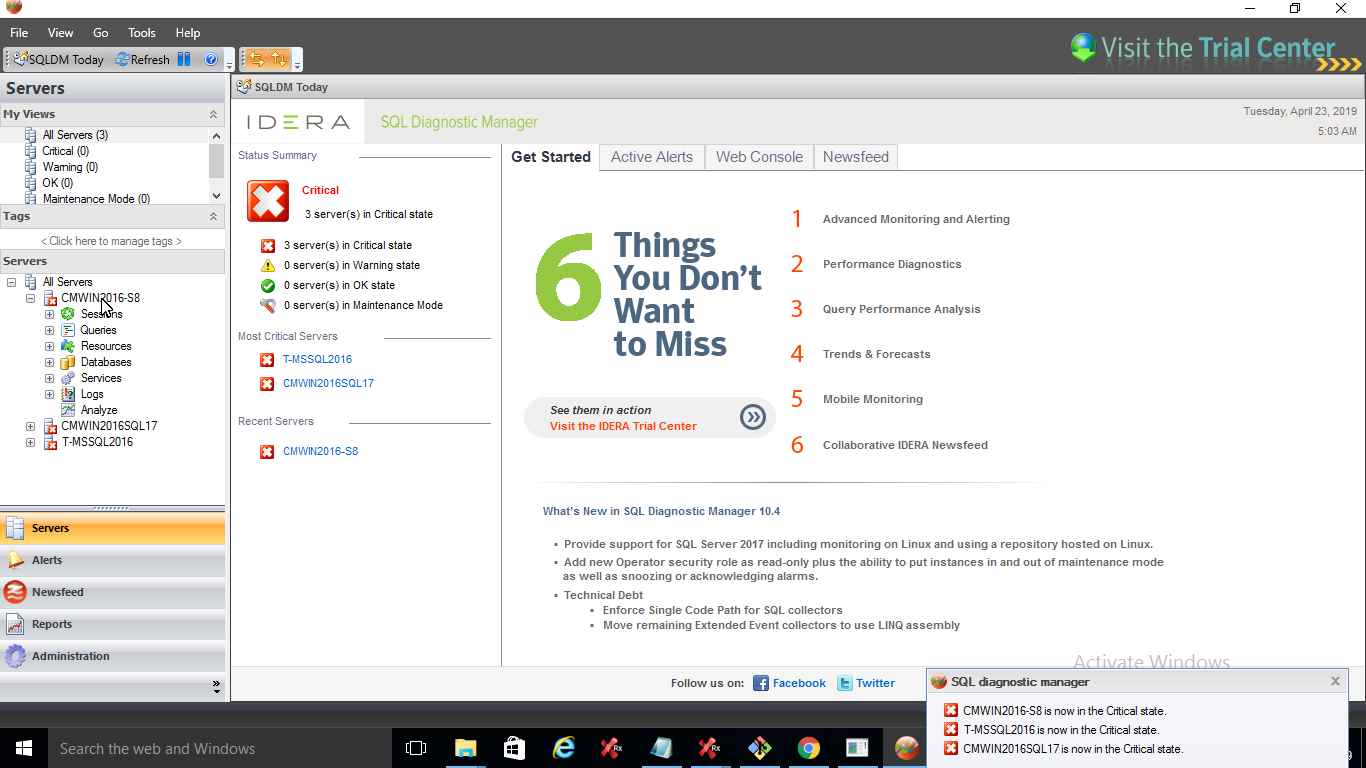 File View Go Tools Help
Visit the Trial Center
SQLDM Today Refresh
Servers
My Views
All Servers (3)
Critical (0)
Warning (0)
OK (0)
Maintenance Mode (0)
Tags
< Click here to manage tags >
Servers
All Servers
CMWIN2016-S8
Sessions
Queries
Resources
Databases
Services
Logs
Analyze
CMWIN2016SQL17
T-MSSQL2016
Servers
Alerts
Newsfeed
Reports
Administration
SQLDM Today
IDERA SQL Diagnostic Manager
Tuesday, April 23, 2019
5:03 AM
Status Summary
Critical
3 server(s) in Critical state
3 server(s) in Critical state
0 server(s) in Warning state
0 server(s) in OK state
0 server(s) in Maintenance Mode
Most Critical Servers
T-MSSQL2016
CMWIN2016SQL17
Recent Servers
CMWIN2016-S8
Get Started Active Alerts Web Console Newsfeed
6 Things
You Don't
Want
to Miss
See them in action
Visit the IDERA Trial Center
1 Advanced Monitoring and Alerting
2 Performance Diagnostics
3 Query Performance Analysis
4 Trends & Forecasts
5 Mobile Monitoring
6 Collaborative IDERA Newsfeed
What's New in SQL Diagnostic Manager 10.4
• Provide support for SQL Server 2017 including monitoring on Linux and using a repository hosted on Linux.
• Add new Operator security role as read-only plus the ability to put instances in and out of maintenance mode
as well as snoozing or acknowledging alarms.
• Technical Debt
• Enforce Single Code Path for SQL collectors
• Move remaining Extended Event collectors to use LINQ assembly
Activate Windows
Follow us on: Facebook Twitter
SQL diagnostic manager
CMWIN2016-S8 is now in the Critical state.
T-MSSQL2016 is now in the Critical state.
CMWIN2016SQL17 is now in the Critical state.
Search the web and Windows